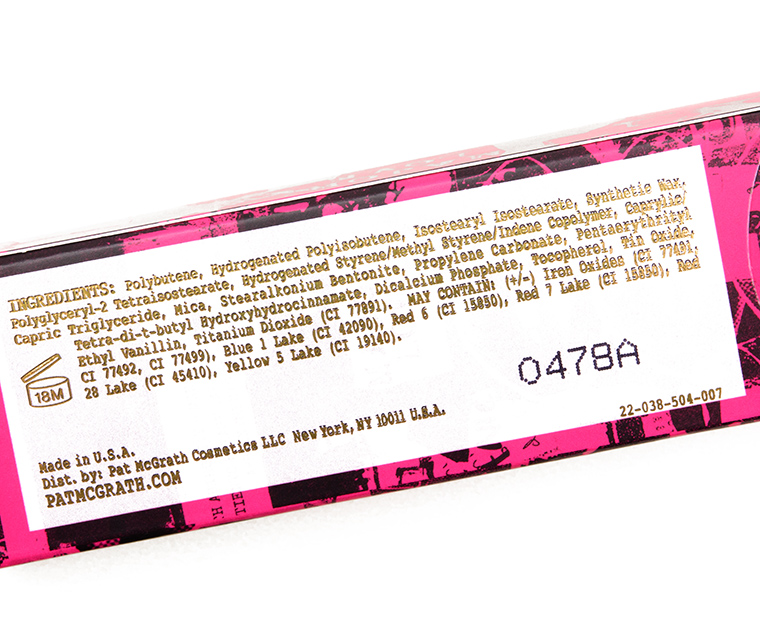 INGREDIENTS: Polybutene, Hydrogenated Polyisobutene, Isostearyl Isostearate, Synthetic Wax,
Polyglyceryl-2 Tetraisostearate, Hydrogenated Styrene/Methyl Styrene/Indene Copolymer, Caprylic/
Capric Triglyceride, Mica, Stearalkonium Bentonite, Propylene Carbonate, Pentaerythrityl
Tetra-di-t-butyl Hydroxyhydrocinnamate, Dicalcium Phosphate, Tocopherol, Tin Oxide,
Ethyl Vanillin, Titanium Dioxide (CI 77891). MAY CONTAIN: (+/-) Iron Oxides (CI 77491,
CI 77492, CI 77499), Blue 1 Lake (CI 42090), Red 6 (CI 15850), Red 7 Lake (CI 15850), Red
28 Lake (CI 45410), Yellow 5 Lake (CI 19140).
18M
0478A
22-038-504-007
Made in U.S.A.
Dist. by: Pat McGrath Cosmetics LLC New York, NY 10011 U.S.A.
PATMCGRATH.COM